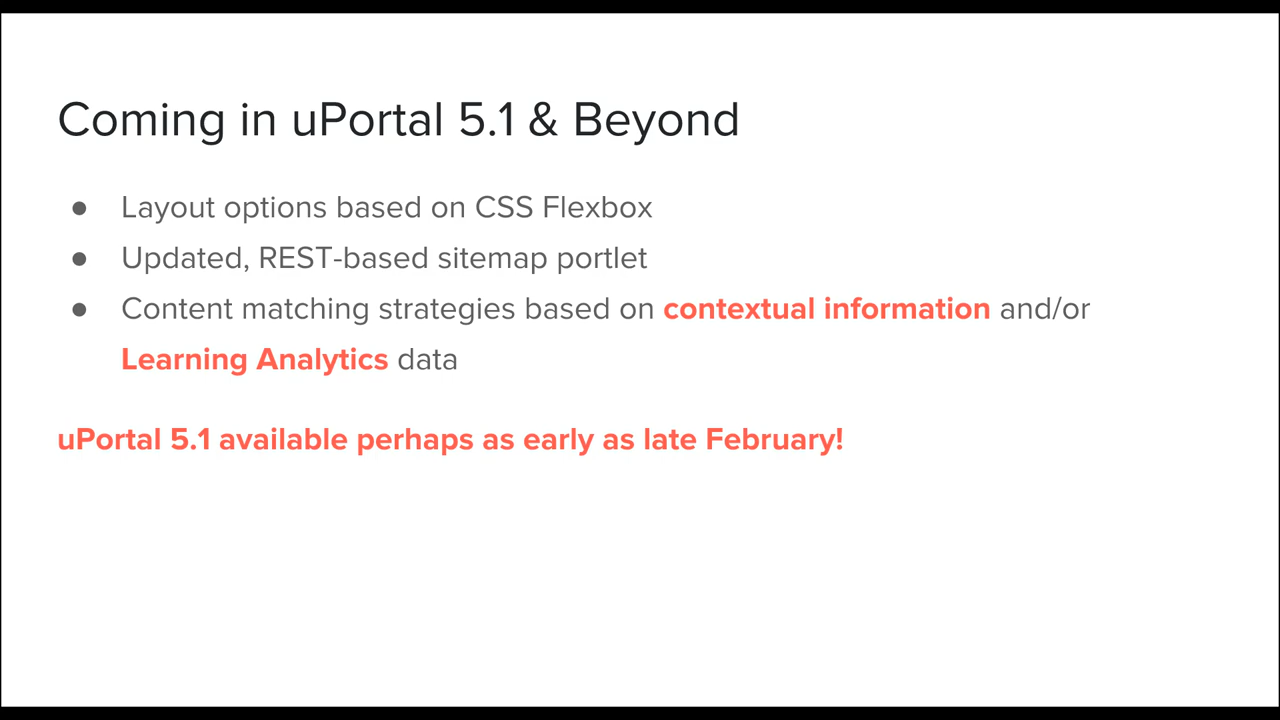 Coming in uPortal 5.1 & Beyond
● Layout options based on CSS Flexbox
● Updated, REST-based sitemap portlet
● Content matching strategies based on contextual information and/or
Learning Analytics data
uPortal 5.1 available perhaps as early as late February!